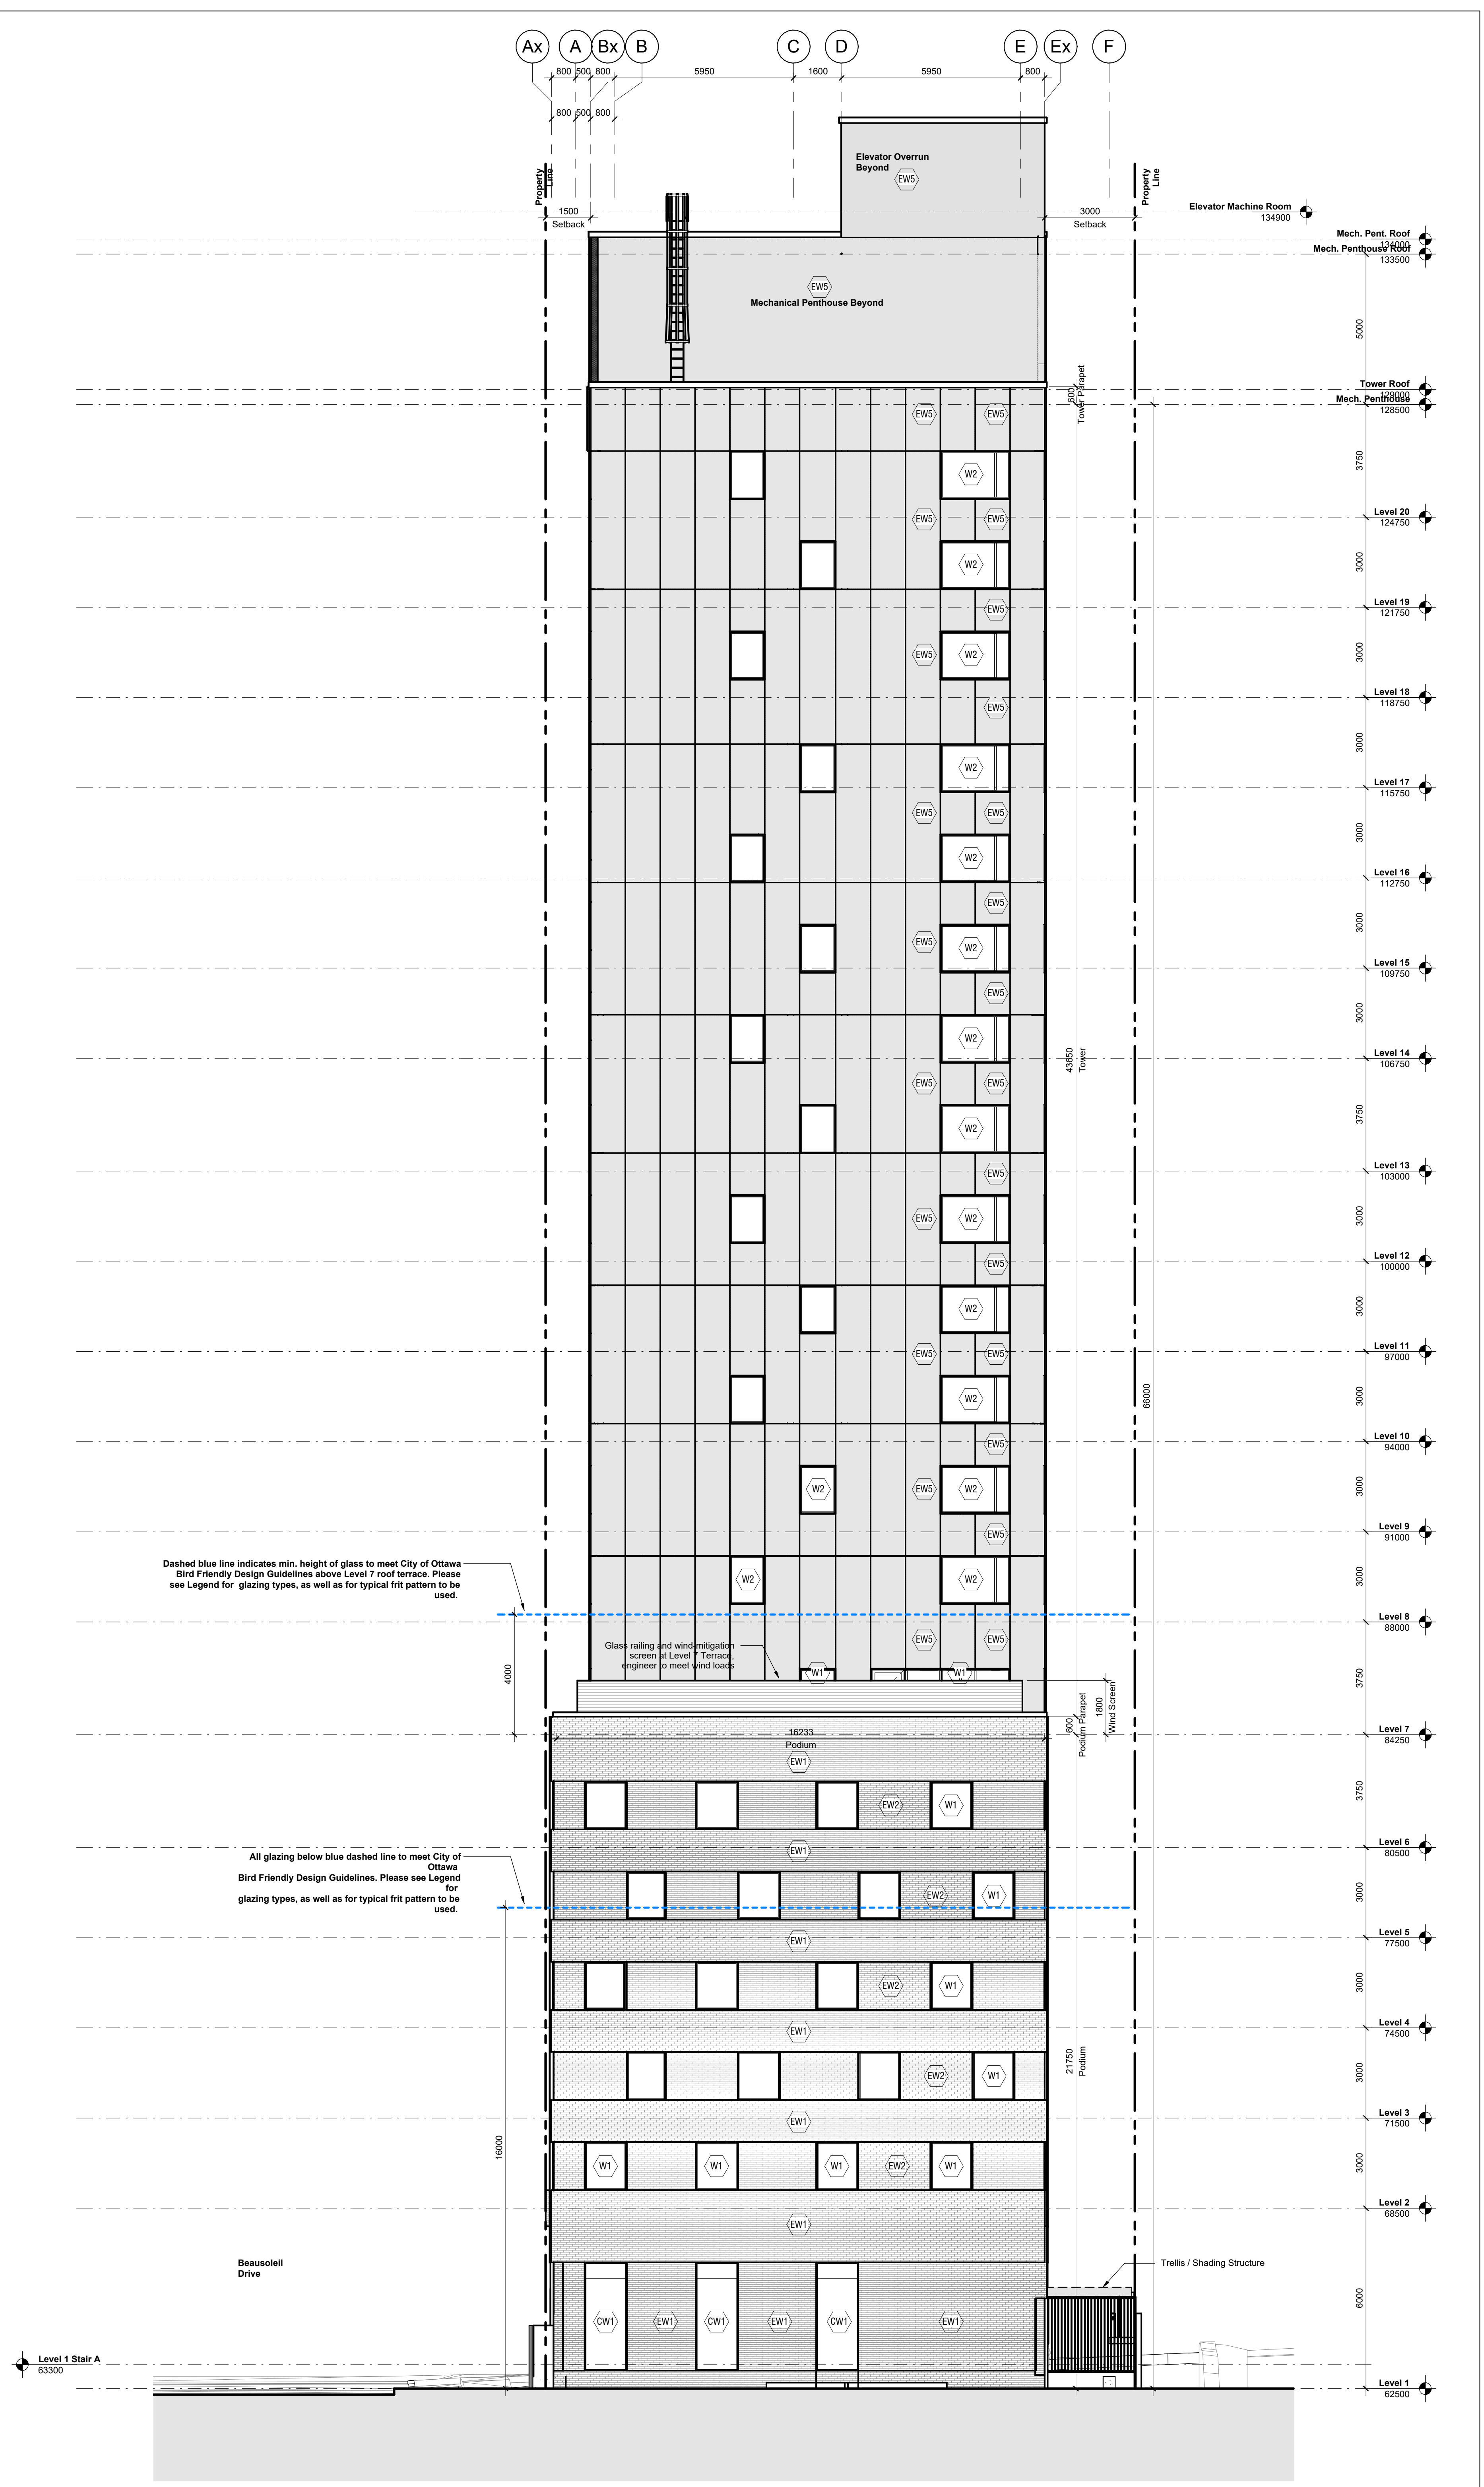 Ax A Bx B C D E Ex F
800 500 800 5950 1600 5950 800
800 500 800
Elevator Overrun
Beyond
EW5
Property
Line
Property
Line
1500
Setback
3000
Setback
Elevator Machine Room
134900
Mech. Pent. Roof
134000
Mech. Penthouse Roof
133500
EW5
Mechanical Penthouse Beyond
5000
Tower Roof
129000
Mech. Penthouse
128500
600
Tower Parapet
EW5 EW5
3750
W2
Level 20
124750
EW5 EW5
3000
W2
Level 19
121750
EW5
3000
EW5 W2
Level 18
118750
EW5
3000
W2
Level 17
115750
EW5 EW5
3000
W2
Level 16
112750
EW5
3000
EW5 W2
Level 15
109750
EW5
3000
W2
Level 14
106750
43650
Tower
EW5 EW5
3750
W2
Level 13
103000
EW5
3000
EW5 W2
Level 12
100000
EW5
3000
W2
Level 11
97000
EW5 EW5
66000
3000
W2
Level 10
94000
EW5
3000
W2 EW5 W2
Level 9
91000
EW5
3000
W2 W2
Dashed blue line indicates min. height of glass to meet City of Ottawa
Bird Friendly Design Guidelines above Level 7 roof terrace. Please
see Legend for glazing types, as well as for typical frit pattern to be
used.
Level 8
88000
EW5 EW5
Glass railing and wind-mitigation
screen at Level 7 Terrace,
engineer to meet wind loads
W1 W1
4000
3750
1800
Wind Screen
600
Podium Parapet
16233
Podium
Level 7
84250
EW1
3750
EW2 W1
Level 6
80500
EW1
All glazing below blue dashed line to meet City of
Ottawa
Bird Friendly Design Guidelines. Please see Legend
for
glazing types, as well as for typical frit pattern to be
used.
EW2 W1
3000
Level 5
77500
EW1
3000
EW2 W1
Level 4
74500
EW1
21750
Podium
3000
EW2 W1
Level 3
71500
EW1
16000
3000
W1 W1 W1 EW2 W1
Level 2
68500
EW1
Beausoleil
Drive
Trellis / Shading Structure
6000
CW1 EW1 CW1 EW1 CW1 EW1
Level 1 Stair A
63300
Level 1
62500